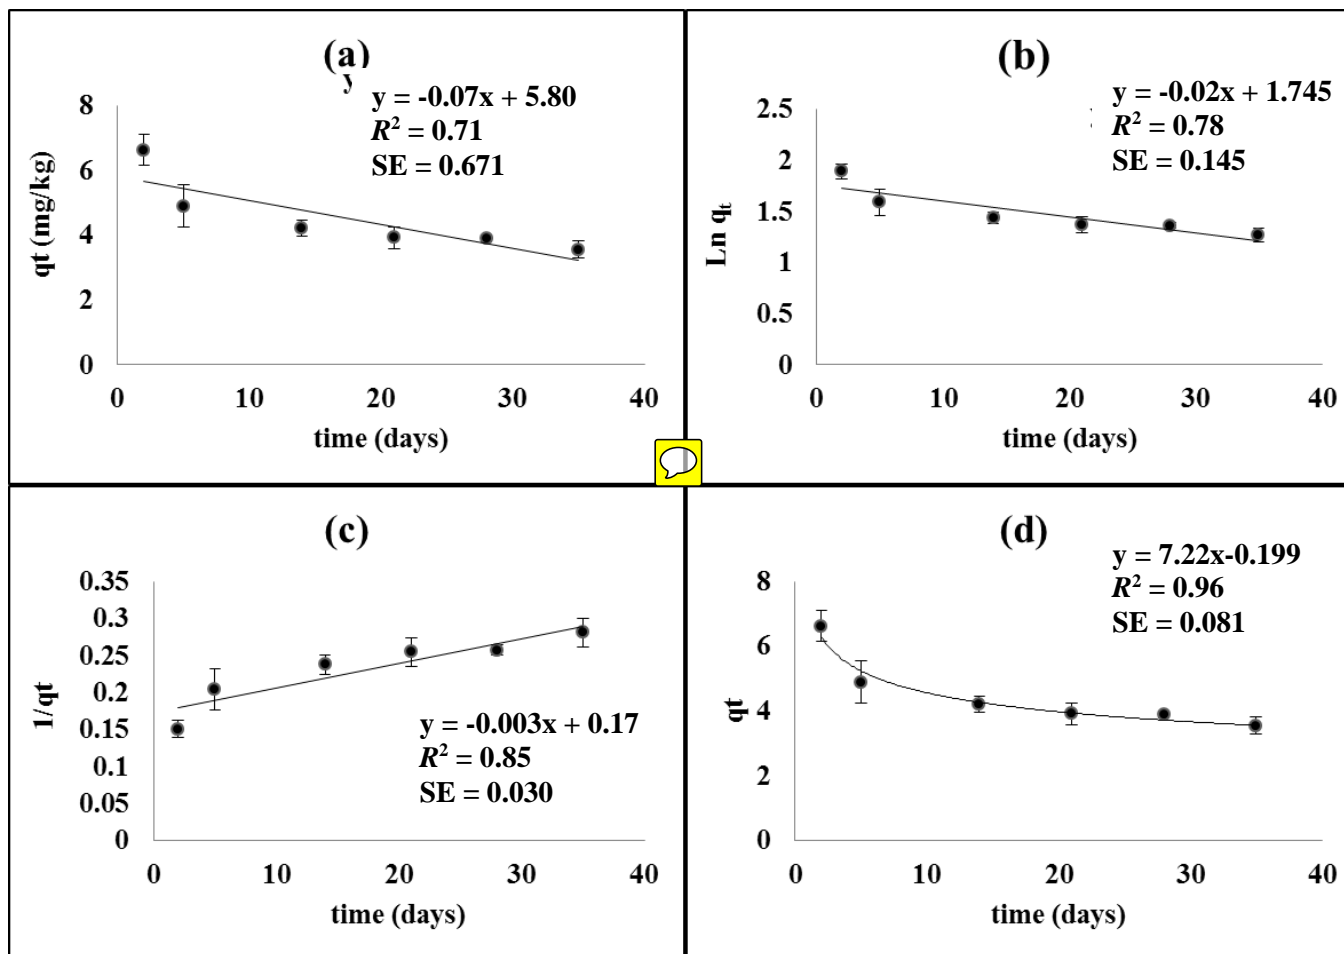 (a)
y
y = -0.07x + 5.80
R² = 0.71
SE = 0.671
qt (mg/kg)
8
6
4
2
0
0 10 20 30 40
time (days)
(b)
y = -0.02x + 1.745
R² = 0.78
SE = 0.145
Ln qt
2.5
2
1.5
1
0.5
0
0 10 20 30 40
time (days)
(c)
1/qt
0.35
0.3
0.25
0.2
0.15
0.1
0.05
0
y = -0.003x + 0.17
R² = 0.85
SE = 0.030
0 10 20 30 40
time (days)
(d)
y = 7.22x-0.199
R² = 0.96
SE = 0.081
qt
8
6
4
2
0
0 10 20 30 40
time (days)